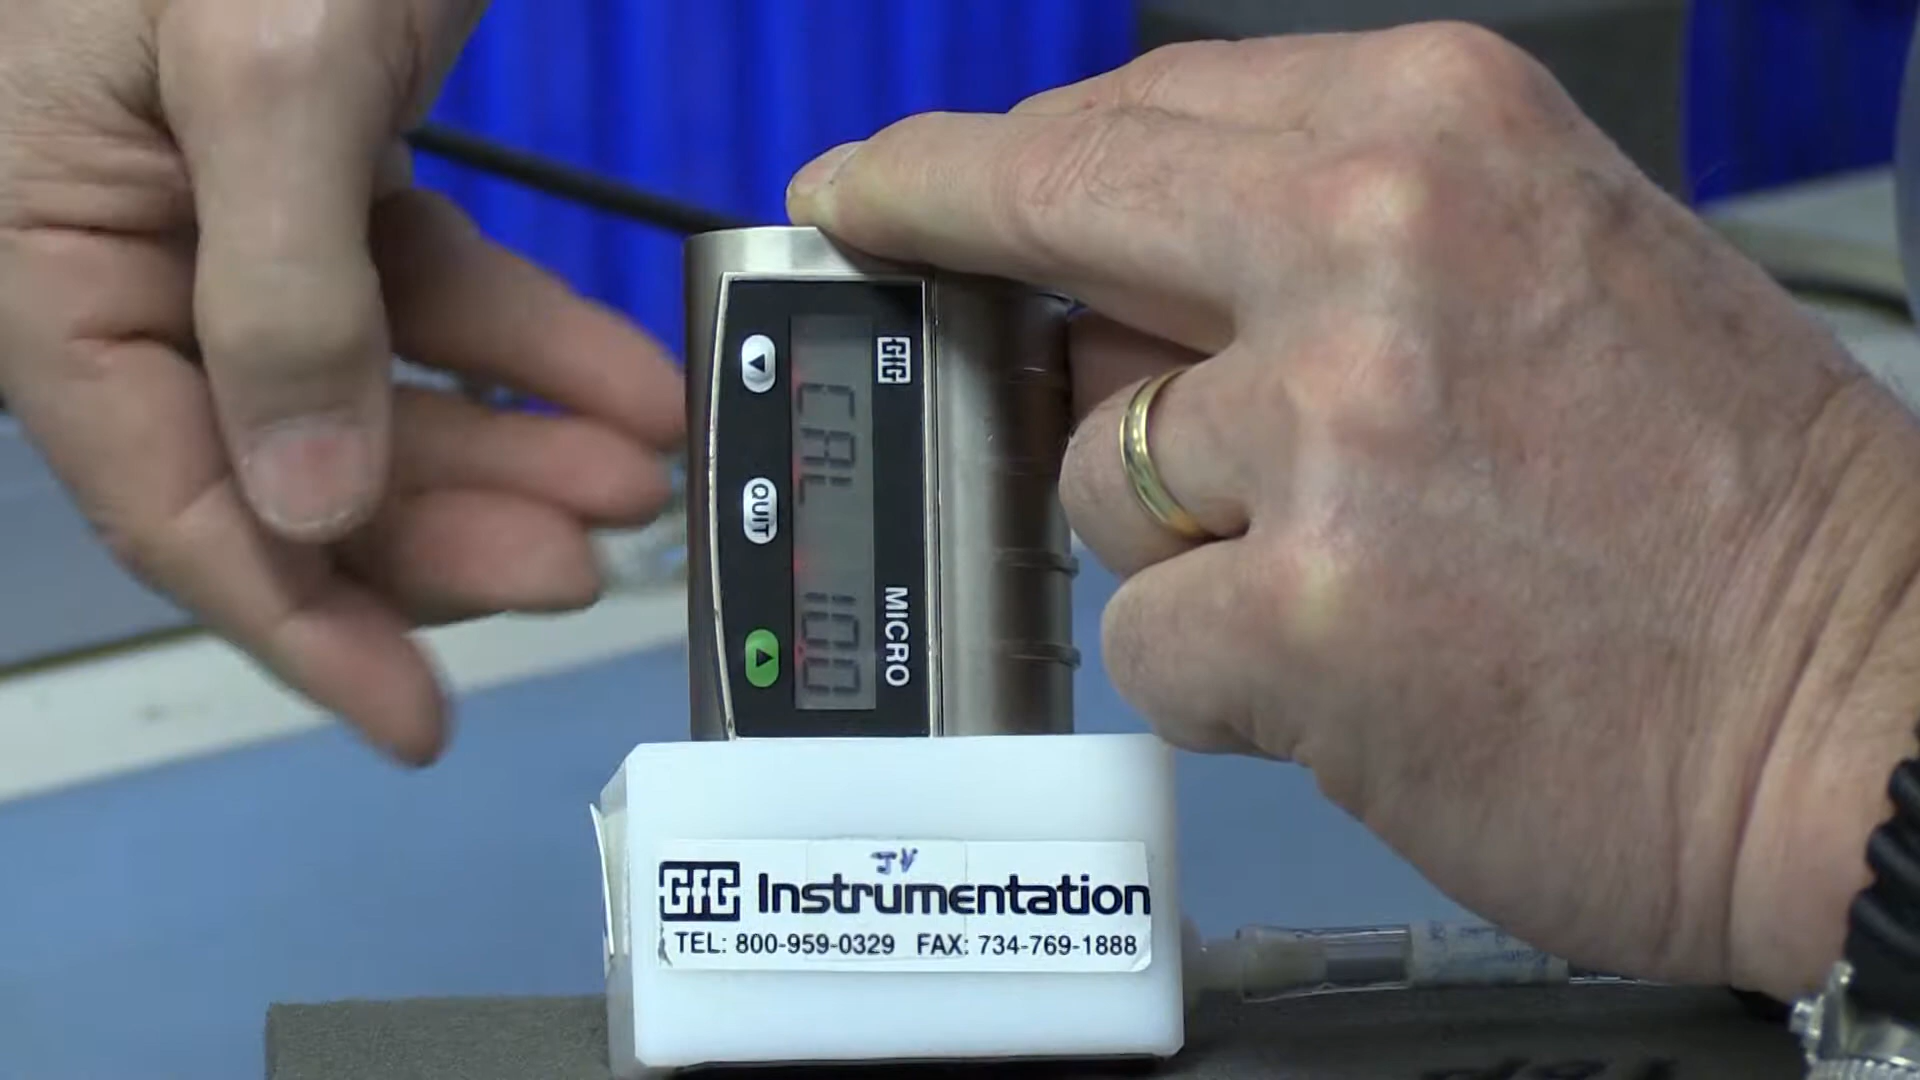 GfG
MICRO
CAL 100
QUIT
JV
GfG Instrumentation
TEL: 800-959-0329 FAX: 734-769-1888